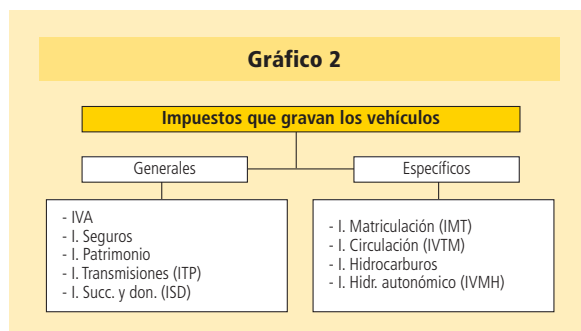 Gráfico 2
Impuestos que gravan los vehículos
Generales
Específicos
- IVA
- I. Seguros
- I. Patrimonio
- I. Transmisiones (ITP)
- I. Succ. y don. (ISD)
- I. Matriculación (IMT)
- I. Circulación (IVTM)
- I. Hidrocarburos
- I. Hidr. autonómico (IVMH)